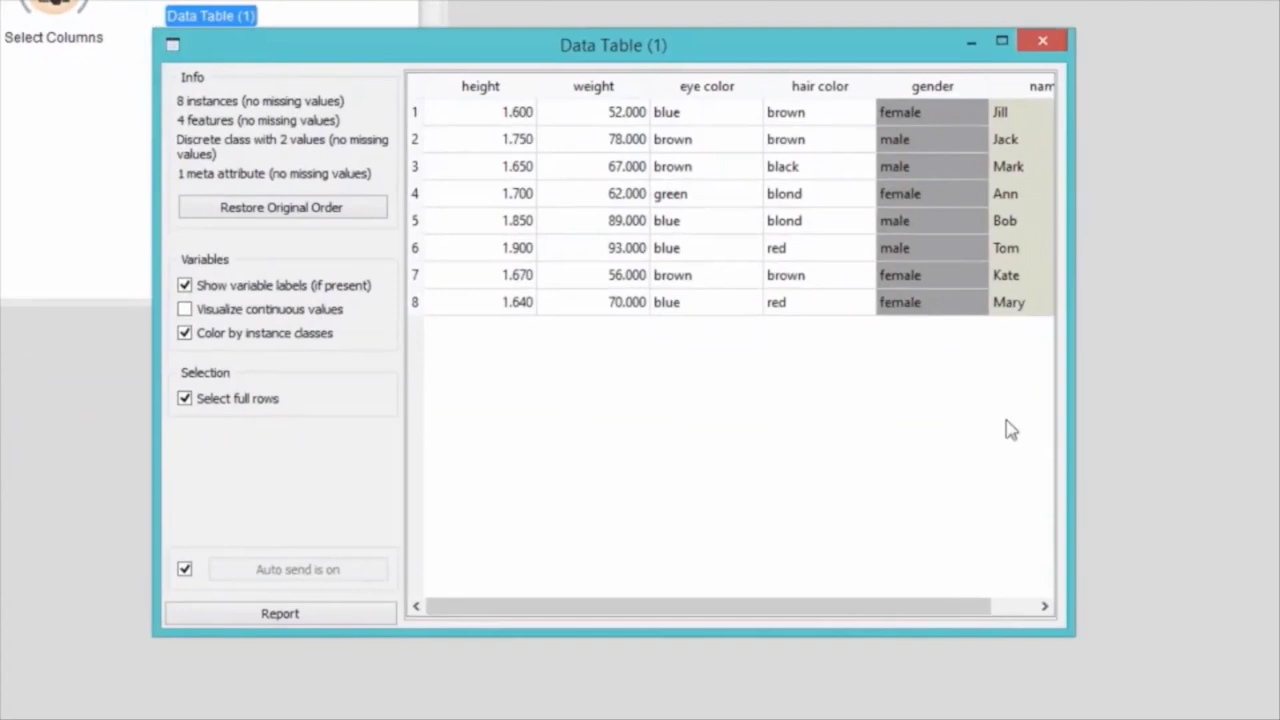 Data Table (1)
Select Columns
Data Table (1)
Info
8 instances (no missing values)
4 features (no missing values)
Discrete class with 2 values (no missing
values)
1 meta attribute (no missing values)
Restore Original Order
Variables
Show variable labels (if present)
Visualize continuous values
Color by instance classes
Selection
Select full rows
Auto send is on
Report
height weight eye color hair color gender nam
1 1.600 52.000 blue brown female Jill
2 1.750 78.000 brown brown male Jack
3 1.650 67.000 brown black male Mark
4 1.700 62.000 green blond female Ann
5 1.850 89.000 blue blond male Bob
6 1.900 93.000 blue red male Tom
7 1.670 56.000 brown brown female Kate
8 1.640 70.000 blue red female Mary